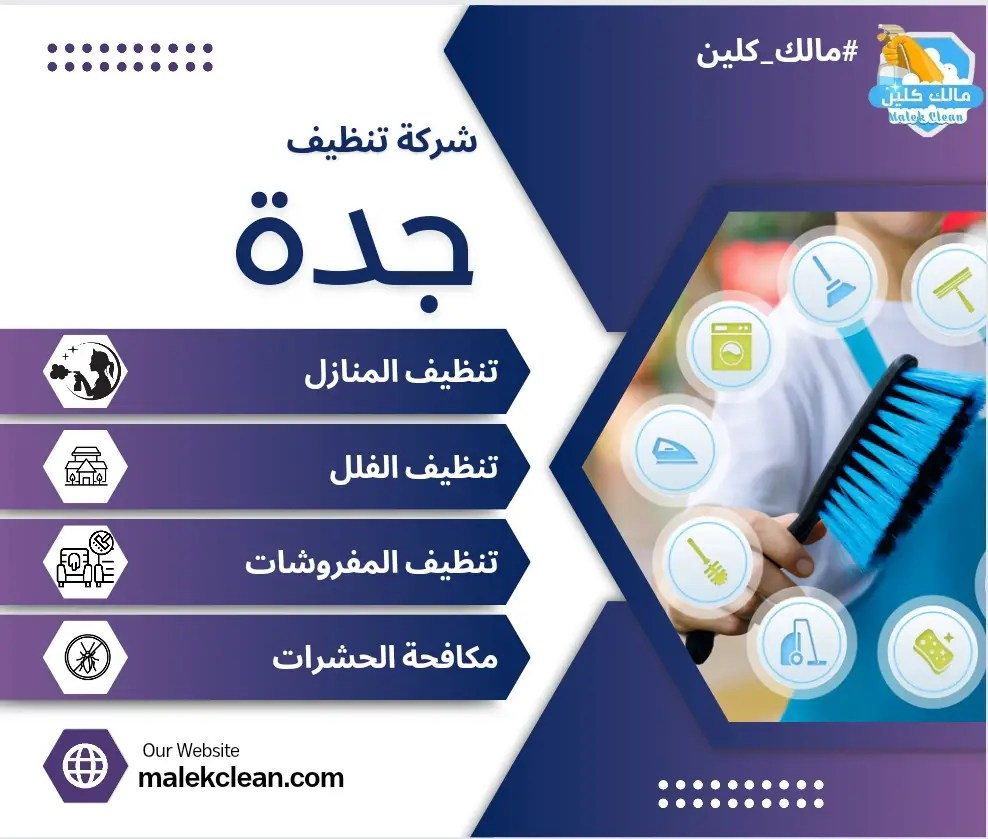 #مالك_كلين
مالك كلين
Malek Clean
شركة تنظيف
جدة
تنظيف المنازل
تنظيف الفلل
تنظيف المفروشات
مكافحة الحشرات
Our Website
malekclean.com